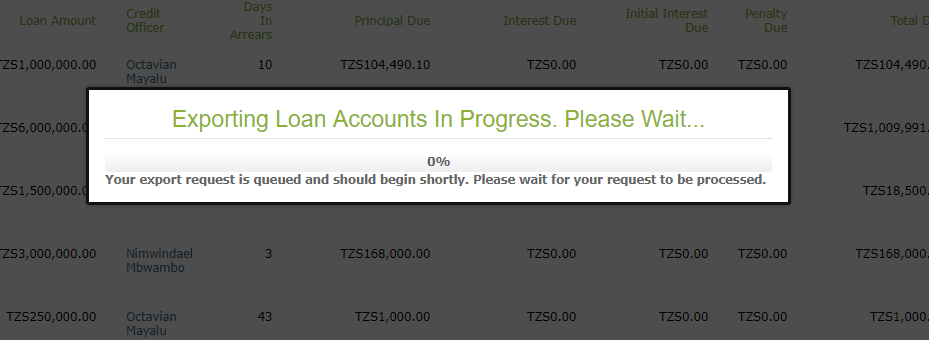 Loan Amount Credit Officer Days In Arrears Principal Due Interest Due Initial Interest Due Penalty Due Total D
TZS1,000,000.00 Octavian Mayalu 10 TZS104,490.10 TZS0.00 TZS0.00 TZS0.00 TZS104,490.
Exporting Loan Accounts In Progress. Please Wait...
TZS6,000,000.0 TZS1,009,991.
0%
Your export request is queued and should begin shortly. Please wait for your request to be processed.
TZS1,500,000.0 TZS18,500.
TZS3,000,000.00 Nimwindael Mbwambo 3 TZS168,000.00 TZS0.00 TZS0.00 TZS0.00 TZS168,000.
TZS250,000.00 Octavian Mayalu 43 TZS1,000.00 TZS0.00 TZS0.00 TZS0.00 TZS1,000.